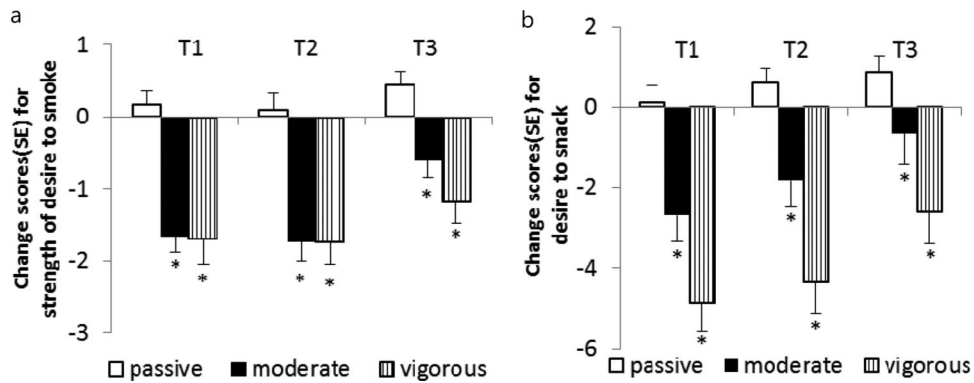 a
Change scores(SE) for
strength of desire to smoke
1
0
-1
-2
-3
T1 T2 T3
* * * * * *
passive moderate vigorous
b
Change scores(SE) for
desire to snack
2
0
-2
-4
-6
T1 T2 T3
* * * * * *
passive moderate vigorous